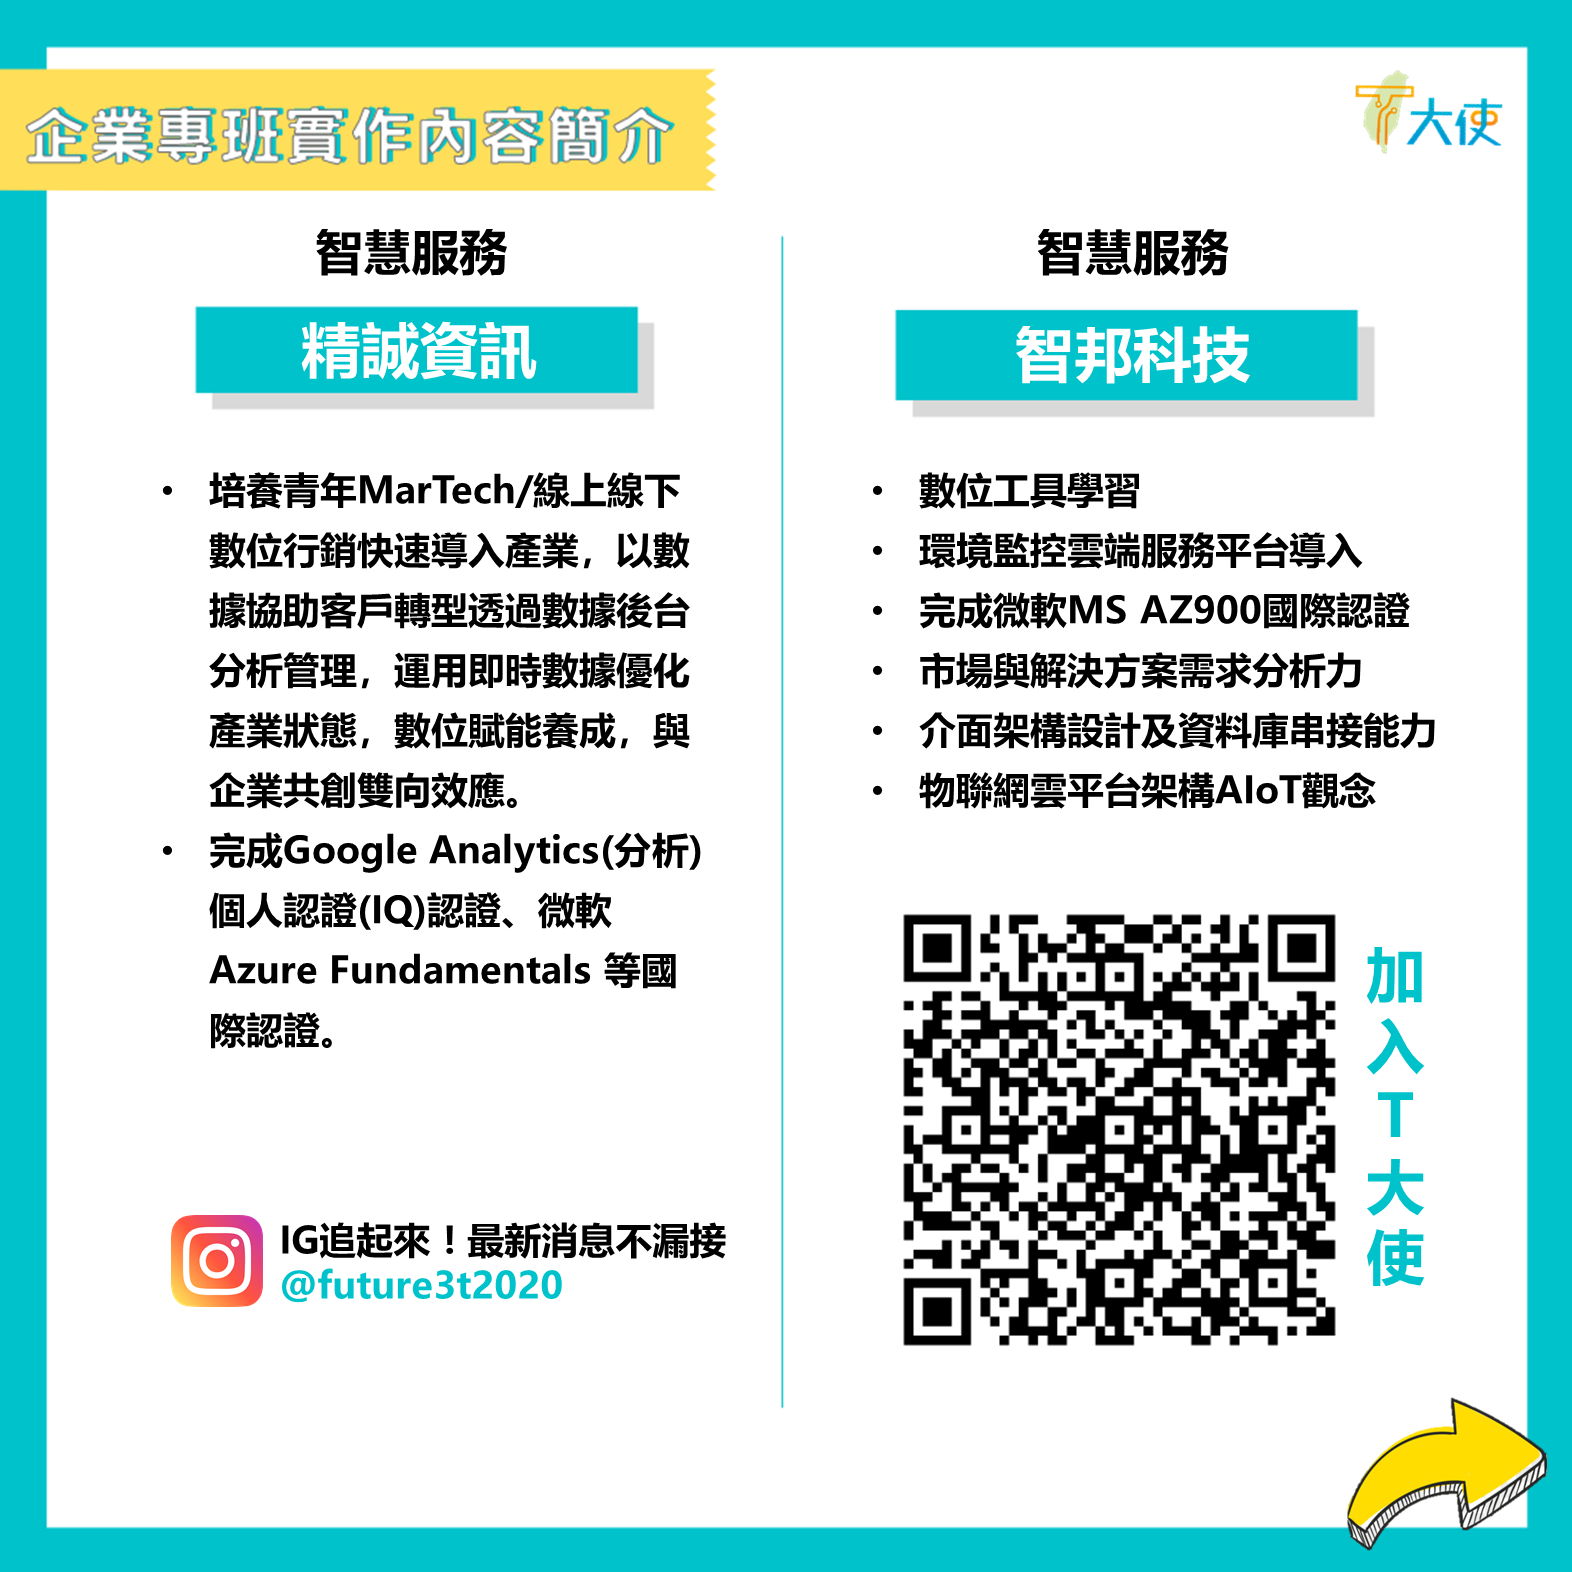 企業專班實作內容簡介
T大使
智慧服務
精誠資訊
• 培養青年MarTech/線上線下
數位行銷快速導入產業，以數
據協助客戶轉型透過數據後台
分析管理，運用即時數據優化
產業狀態，數位賦能養成，與
企業共創雙向效應。
• 完成Google Analytics(分析)
個人認證(IQ)認證、微軟
Azure Fundamentals 等國
際認證。
IG追起來！最新消息不漏接
@future3t2020
智慧服務
智邦科技
• 數位工具學習
• 環境監控雲端服務平台導入
• 完成微軟MS AZ900國際認證
• 市場與解決方案需求分析力
• 介面架構設計及資料庫串接能力
• 物聯網雲平台架構AIoT觀念
加入T大使